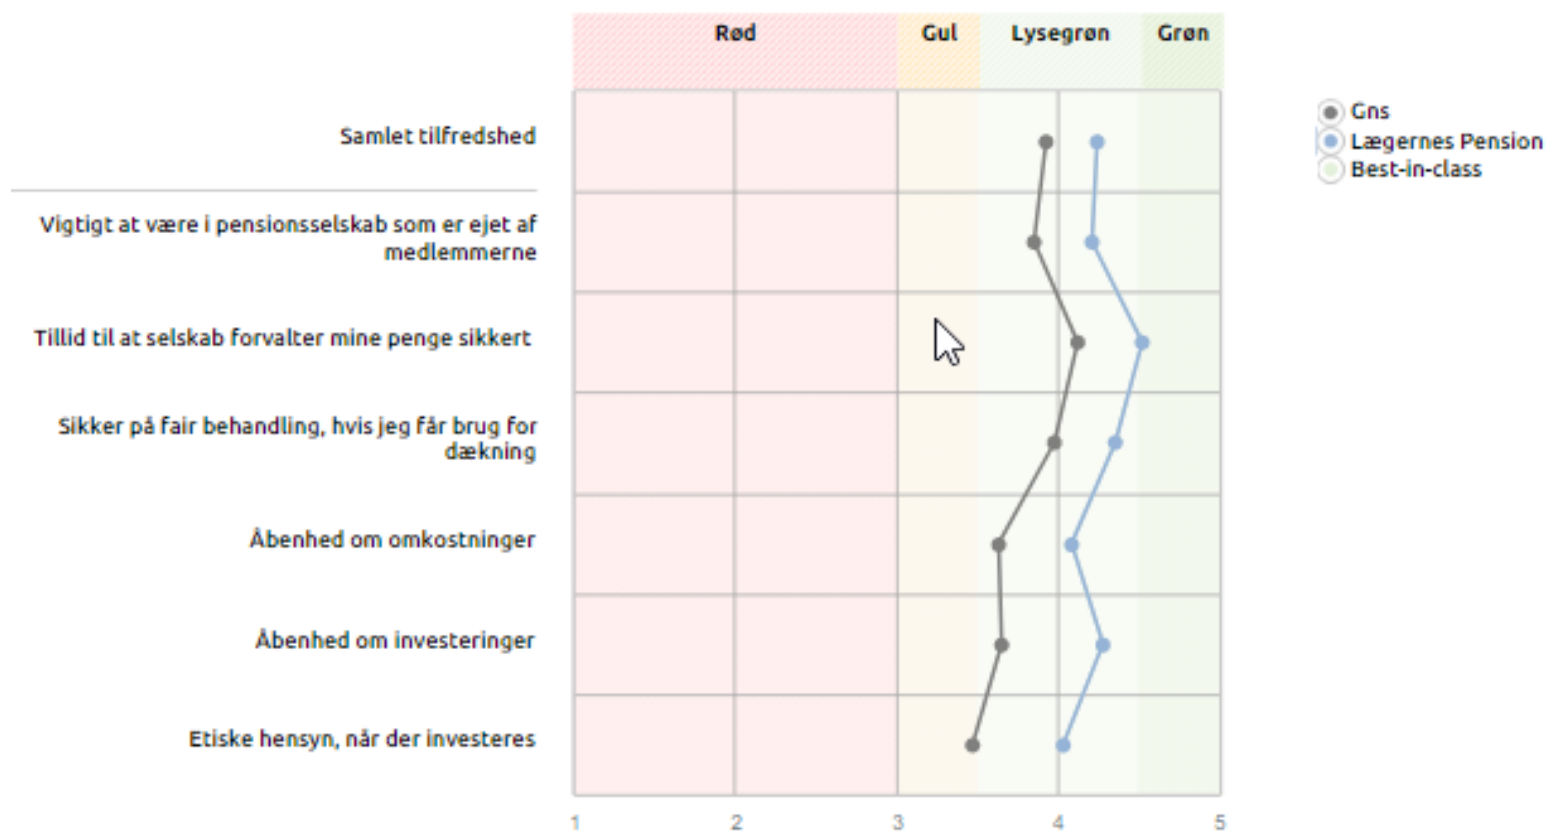 Rød Gul Lysegrøn Grøn
Gns
Lægernes Pension
Best-in-class
Samlet tilfredshed
Vigtigt at være i pensionsselskab som er ejet af
medlemmerne
Tillid til at selskab forvalter mine penge sikkert
Sikker på fair behandling, hvis jeg får brug for
dækning
Åbenhed om omkostninger
Åbenhed om investeringer
Etiske hensyn, når der investeres
1 2 3 4 5